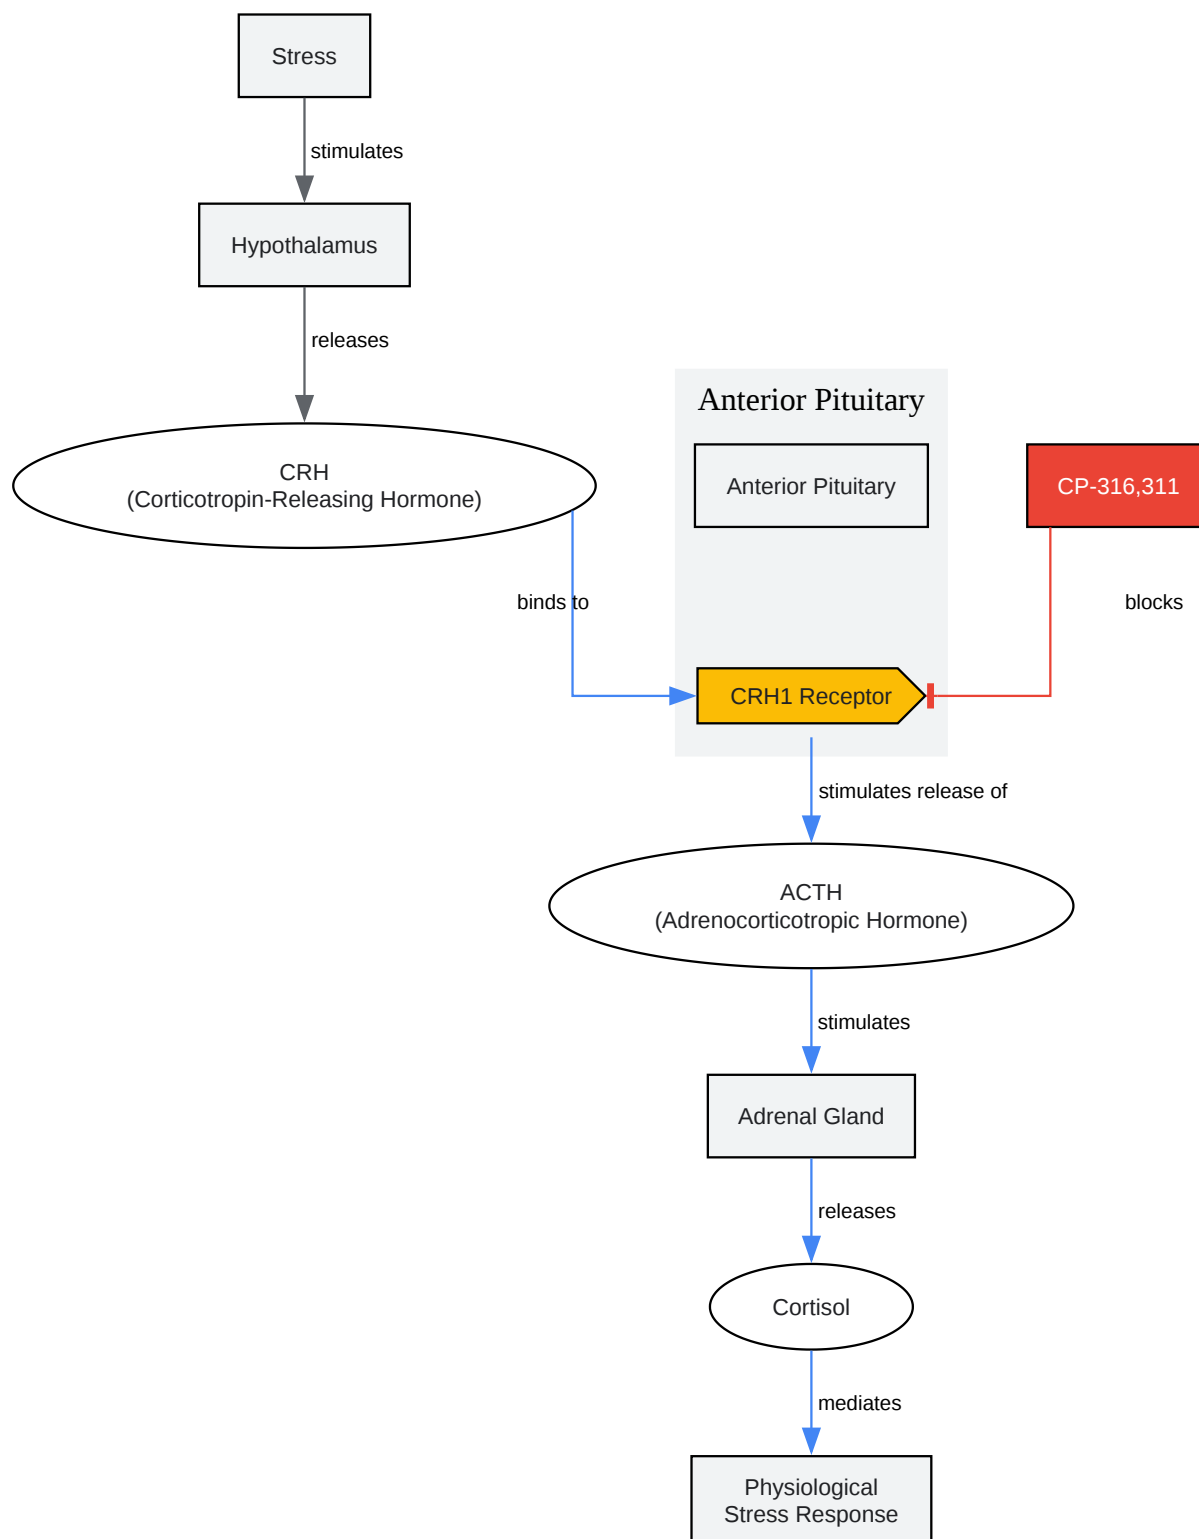 Stress
stimulates
Hypothalamus
releases
CRH
(Corticotropin-Releasing Hormone)
Anterior Pituitary
Anterior Pituitary
CP-316,311
binds to
blocks
CRH1 Receptor
stimulates release of
ACTH
(Adrenocorticotropic Hormone)
stimulates
Adrenal Gland
releases
Cortisol
mediates
Physiological
Stress Response